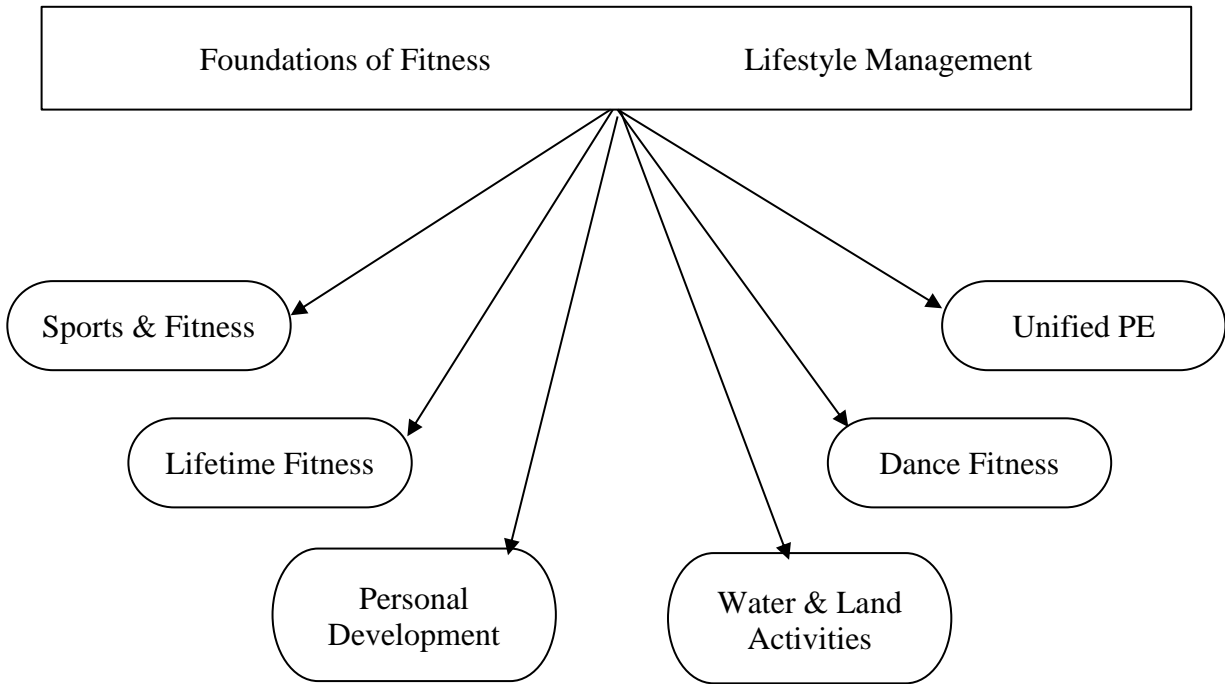 Foundations of Fitness Lifestyle Management
Sports & Fitness
Unified PE
Lifetime Fitness
Dance Fitness
Personal
Development
Water & Land
Activities